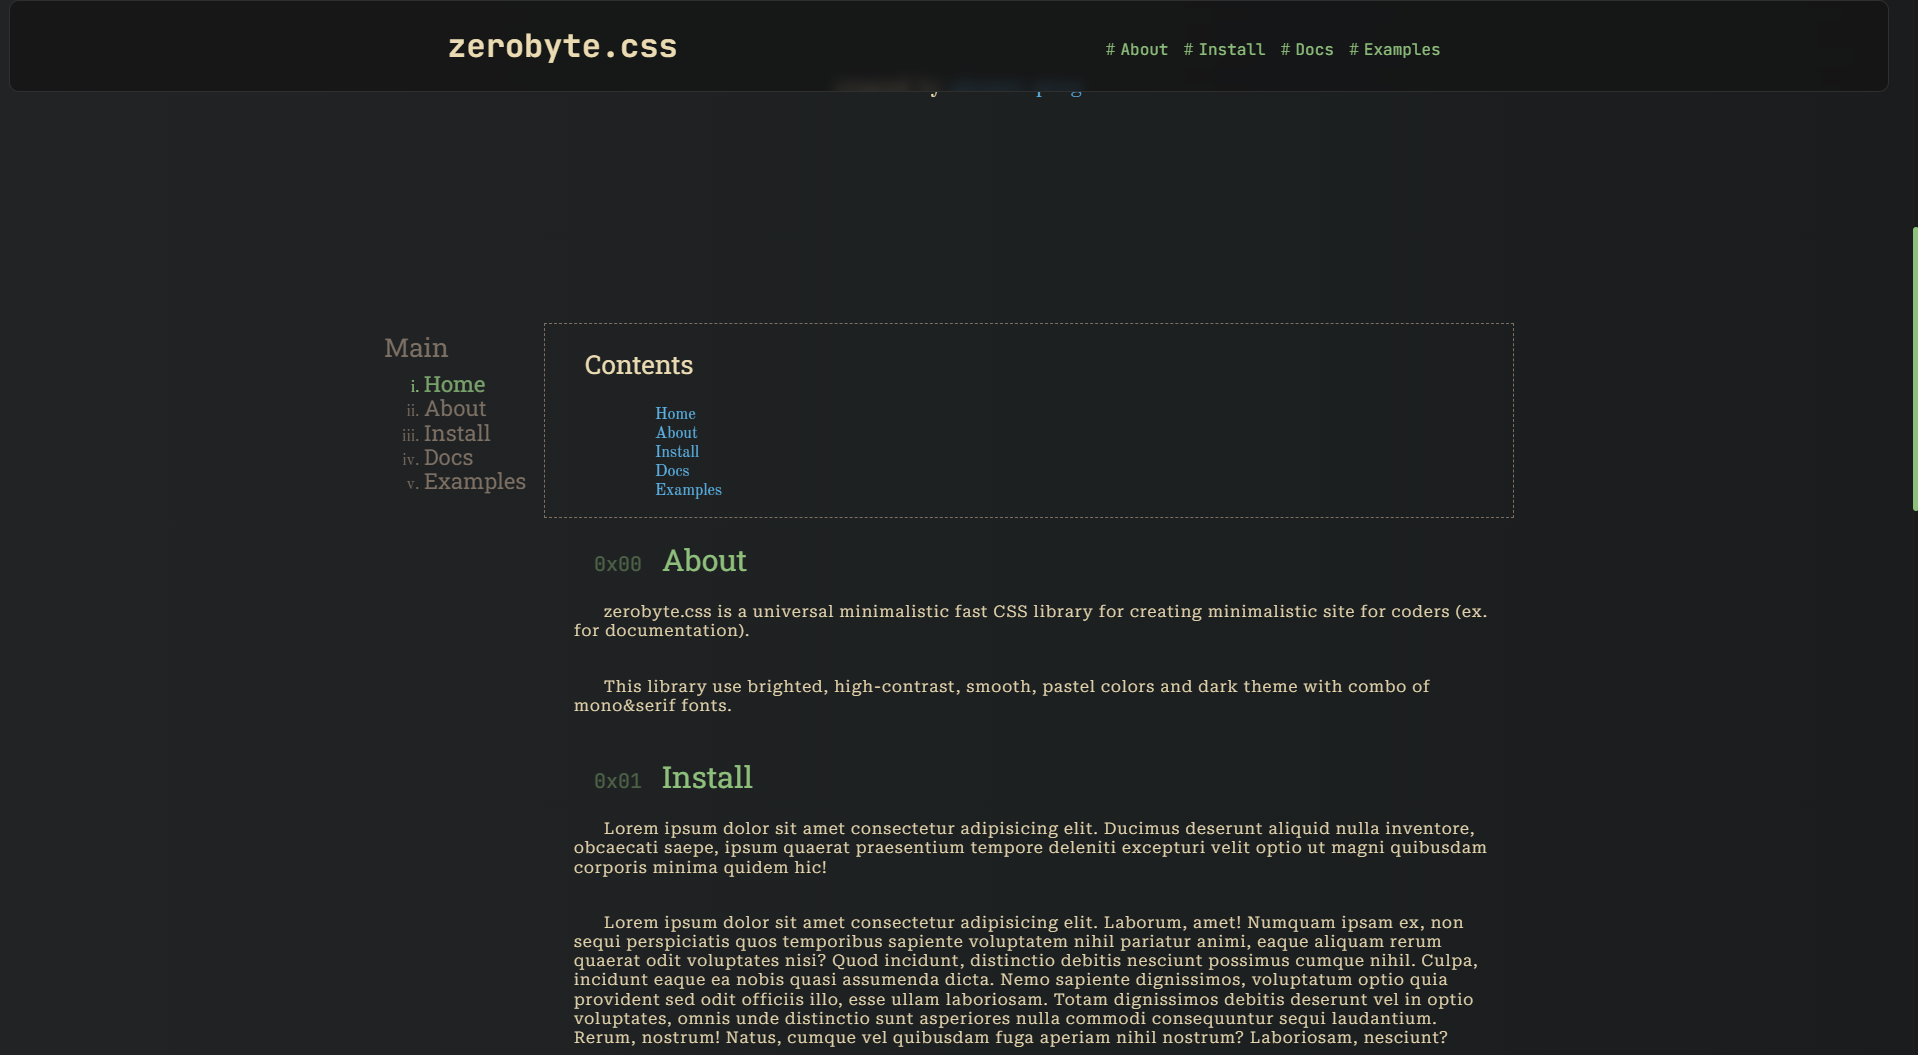 zerobyte.css
# About # Install # Docs # Examples
Main
i. Home
ii. About
iii. Install
iv. Docs
v. Examples
Contents
Home
About
Install
Docs
Examples
0x00 About
zerobyte.css is a universal minimalistic fast CSS library for creating minimalistic site for coders (ex.
for documentation).
This library use brighted, high-contrast, smooth, pastel colors and dark theme with combo of
mono&serif fonts.
0x01 Install
Lorem ipsum dolor sit amet consectetur adipisicing elit. Ducimus deserunt aliquid nulla inventore,
obcaecati saepe, ipsum quaerat praesentium tempore deleniti excepturi velit optio ut magni quibusdam
corporis minima quidem hic!
Lorem ipsum dolor sit amet consectetur adipisicing elit. Laborum, amet! Numquam ipsam ex, non
sequi perspiciatis quos temporibus sapiente voluptatem nihil pariatur animi, eaque aliquam rerum
quaerat odit voluptates nisi? Quod incidunt, distinctio debitis nesciunt possimus cumque nihil. Culpa,
incidunt eaque ea nobis quasi assumenda dicta. Nemo sapiente dignissimos, voluptatum optio quia
provident sed odit officiis illo, esse ullam laboriosam. Totam dignissimos debitis deserunt vel in optio
voluptates, omnis unde distinctio sunt asperiores nulla commodi consequuntur sequi laudantium.
Rerum, nostrum! Natus, cumque vel quibusdam fuga aperiam nihil nostrum? Laboriosam, nesciunt?